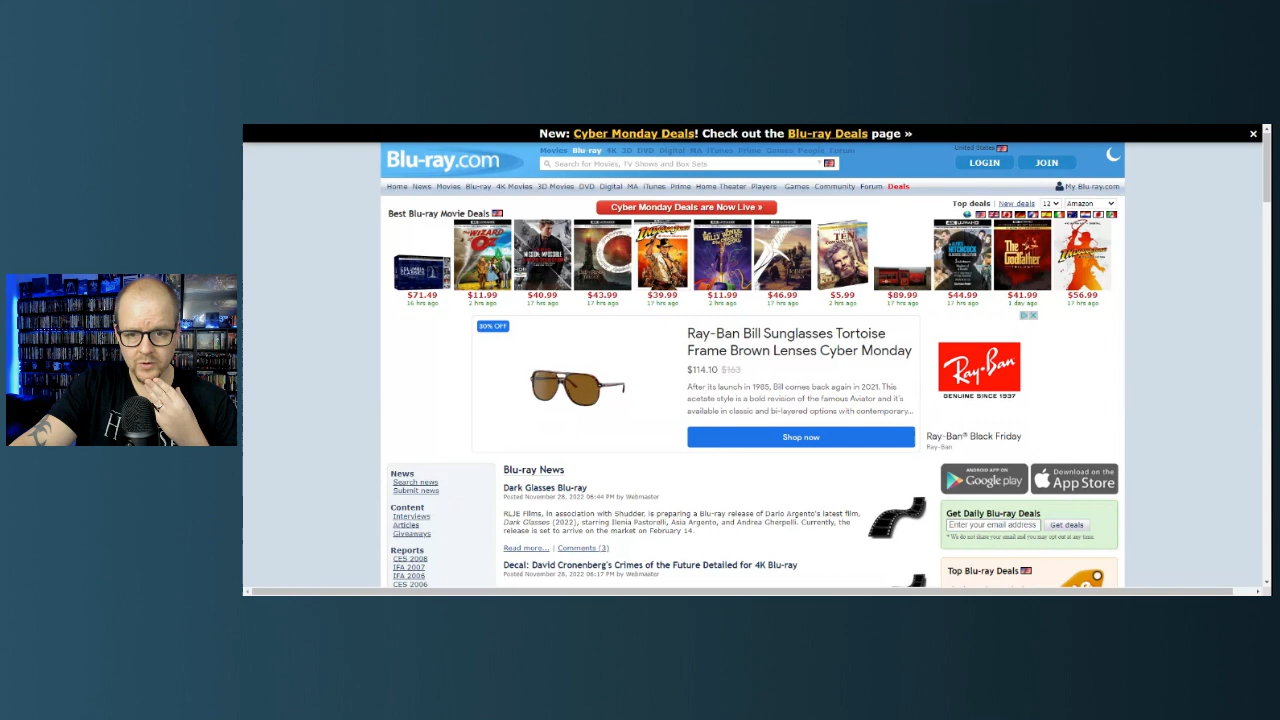 New: Cyber Monday Deals! Check out the Blu-ray Deals page »
Movies Blu-ray 4K 3D DVD Digital MA iTunes Prime Games People Forum
United States
Blu-ray.com
Search for Movies, TV Shows and Box Sets
LOGIN
JOIN
Home News Movies Blu-ray 4K Movies 3D Movies DVD Digital MA iTunes Prime Home Theater Players Games Community Forum Deals
My Blu-ray.com
Best Blu-ray Movie Deals
Cyber Monday Deals are Now Live »
Top deals | New deals
12
Amazon
$71.49 $11.99 $40.99 $43.99 $39.99 $11.99 $46.99 $5.99 $89.99 $44.99 $41.99 $56.99
16 hrs ago 2 hrs ago 17 hrs ago 17 hrs ago 17 hrs ago 2 hrs ago 17 hrs ago 2 hrs ago 17 hrs ago 17 hrs ago 1 day ago 17 hrs ago
30% OFF
Ray-Ban Bill Sunglasses Tortoise
Frame Brown Lenses Cyber Monday
$114.10 $163
After its launch in 1985, Bill comes back again in 2021. This
acetate style is a bold revision of the famous Aviator and it's
available in classic and bi-layered options with contemporary...
Shop now
Ray-Ban
GENUINE SINCE 1937
Ray-Ban® Black Friday
Ray-Ban
News
Search news
Submit news
Content
Interviews
Articles
Giveaways
Reports
CES 2008
IFA 2007
IFA 2006
CES 2006
Blu-ray News
Dark Glasses Blu-ray
Posted November 28, 2022 06:44 PM by Webmaster
RLJE Films, in association with Shudder, is preparing a Blu-ray release of Dario Argento's latest film,
Dark Glasses (2022), starring Ilenia Pastorelli, Asia Argento, and Andrea Gherpelli. Currently, the
release is set to arrive on the market on February 14.
Read more... | Comments (3)
Decal: David Cronenberg's Crimes of the Future Detailed for 4K Blu-ray
Posted November 28, 2022 06:17 PM by Webmaster
ANDROID APP ON
Google play
Download on the
App Store
Get Daily Blu-ray Deals
Enter your email address
Get deals
* We do not share your email and you may opt out at any time.
Top Blu-ray Deals